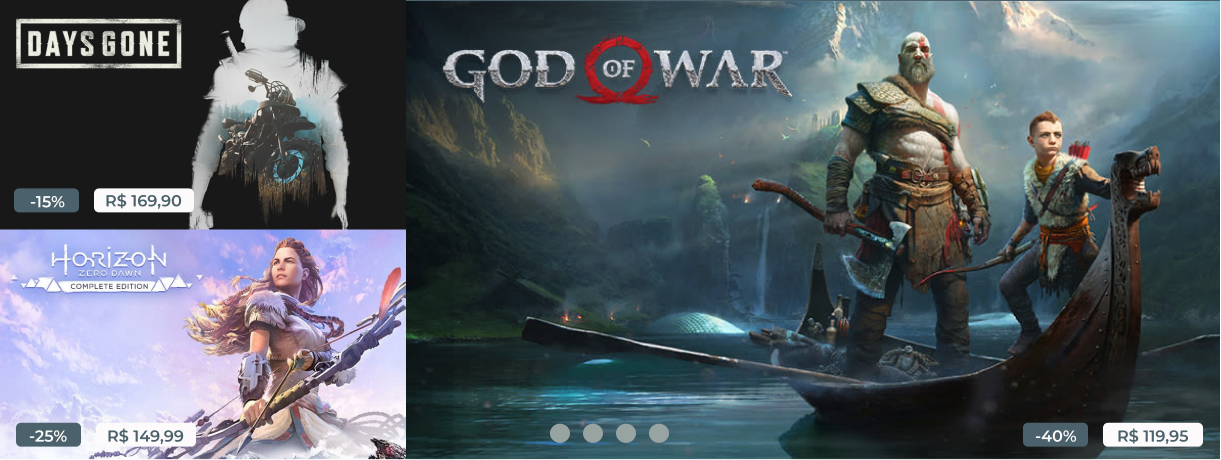 DAYS GONE
-15%
R$ 169,90
HORIZON
ZERO DAWN
COMPLETE EDITION
-25%
R$ 149,99
GOD OF WAR
-40%
R$ 119,95